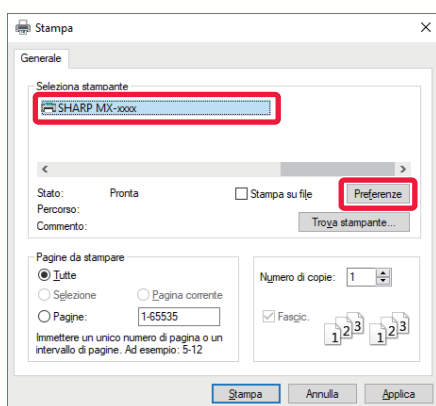 Stampa
Generale
Seleziona stampante
SHARP MX-xxxx
Stato: Pronta
Stampa su file
Preferenze
Percorso:
Commento:
Trova stampante...
Pagine da stampare
Tutte
Selezione
Pagina corrente
Pagine: 1-65535
Immettere un unico numero di pagina o un
intervallo di pagine. Ad esempio: 5-12
Numero di copie: 1
Fascic.
1 2 3 1 2 3
Stampa
Annulla
Applica